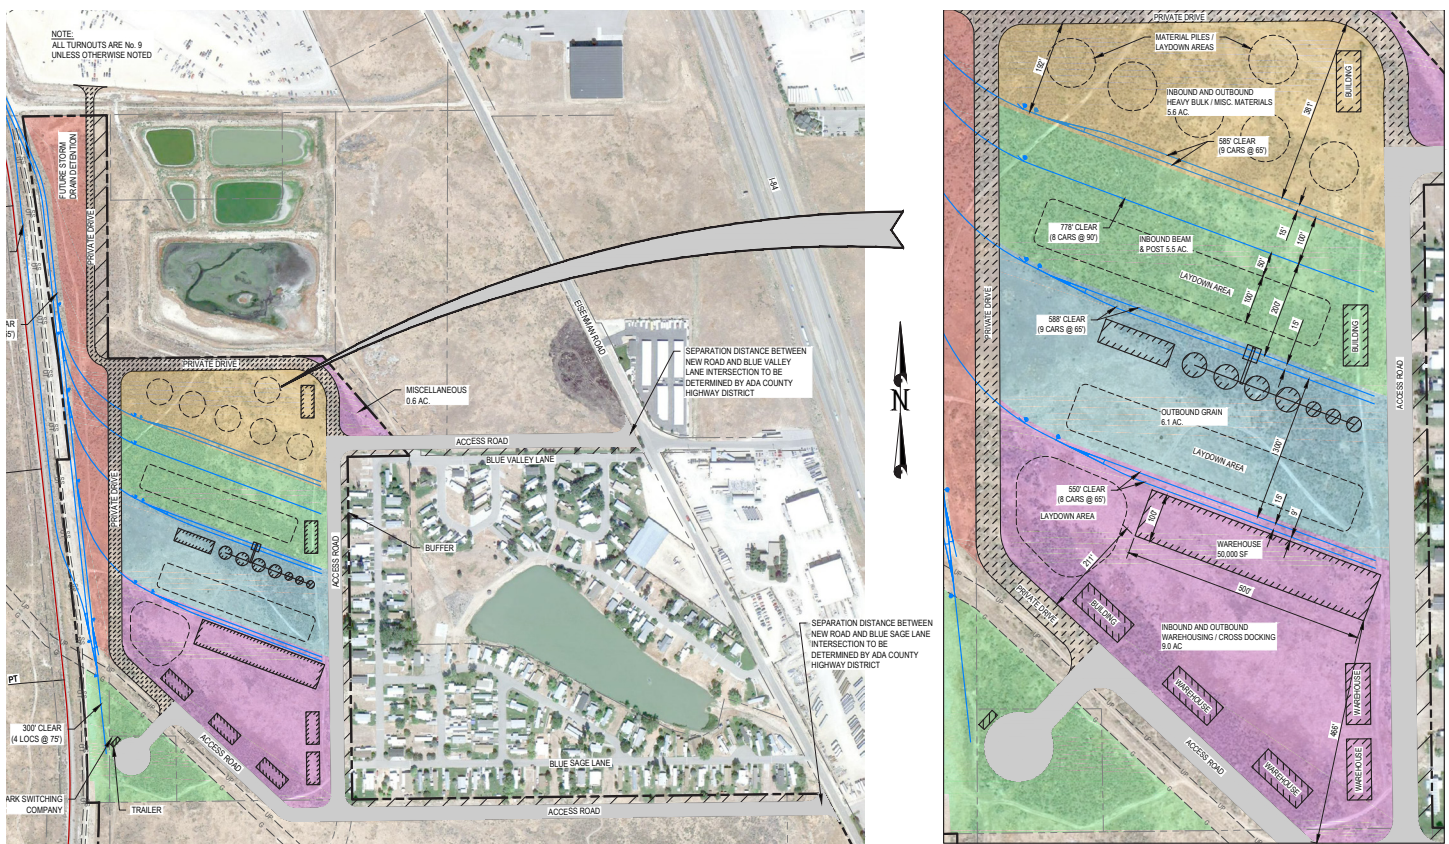 NOTE:
ALL TURNOUTS ARE No. 9
UNLESS OTHERWISE NOTED
FUTURE STORM
DRAIN DETENTION
PRIVATE DRIVE
I-84
EISENMAN ROAD
PRIVATE DRIVE
SEPARATION DISTANCE BETWEEN
NEW ROAD AND BLUE VALLEY
LANE INTERSECTION TO BE
DETERMINED BY ADA COUNTY
HIGHWAY DISTRICT
MISCELLANEOUS
0.6 AC.
ACCESS ROAD
BLUE VALLEY LANE
PRIVATE DRIVE
BUFFER
ACCESS ROAD
SEPARATION DISTANCE BETWEEN
NEW ROAD AND BLUE SAGE LANE
INTERSECTION TO BE
DETERMINED BY ADA COUNTY
HIGHWAY DISTRICT
PT
300' CLEAR
(4 LOCS @ 75')
ACCESS ROAD
BLUE SAGE LANE
ARK SWITCHING
COMPANY
TRAILER
ACCESS ROAD
N
PRIVATE DRIVE
MATERIAL PILES /
LAYDOWN AREAS
192'
BUILDING
INBOUND AND OUTBOUND
HEAVY BULK / MISC. MATERIALS
5.6 AC.
381'
585' CLEAR
(9 CARS @ 65')
778' CLEAR
(8 CARS @ 90')
INBOUND BEAM
& POST 5.5 AC.
15'
100'
50'
LAYDOWN AREA
100'
200'
15'
PRIVATE DRIVE
588' CLEAR
(9 CARS @ 65')
BUILDING
ACCESS ROAD
OUTBOUND GRAIN
6.1 AC.
300'
LAYDOWN AREA
550' CLEAR
(8 CARS @ 65')
15'
9'
LAYDOWN AREA
100'
WAREHOUSE
50,000 SF
211'
500'
PRIVATE DRIVE
BUILDING
INBOUND AND OUTBOUND
WAREHOUSING / CROSS DOCKING
9.0 AC
WAREHOUSE
WAREHOUSE
466'
ACCESS ROAD
WAREHOUSE
WAREHOUSE